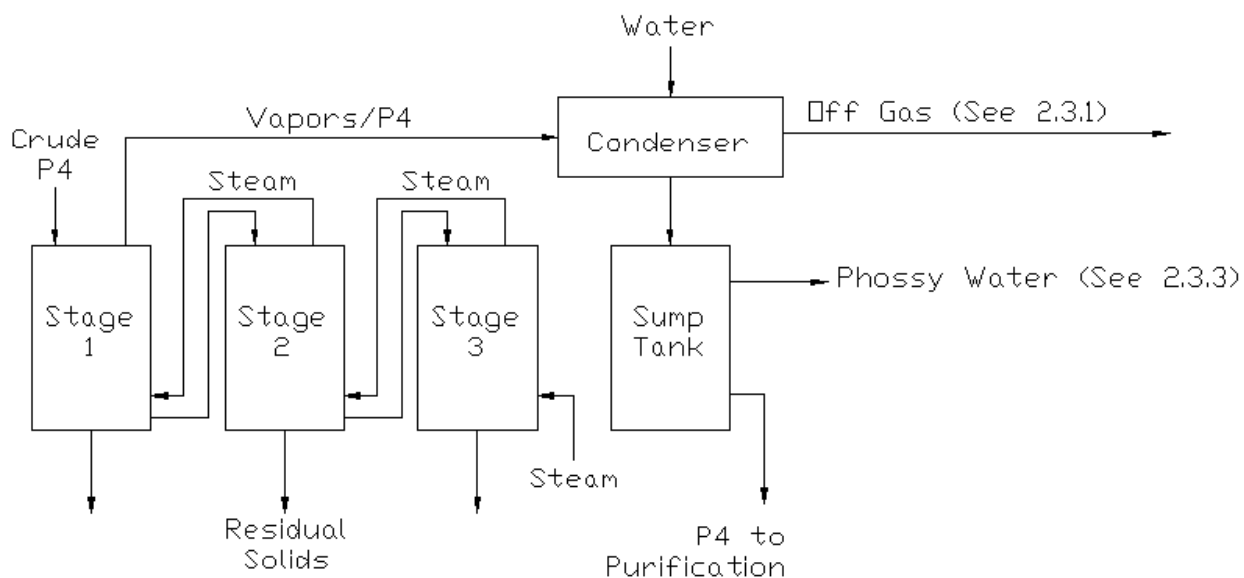 Water
Vapors/P4
Off Gas (See 2.3.1)
Crude
P4
Condenser
Steam
Steam
Phossy Water (See 2.3.3)
Stage
1
Stage
2
Stage
3
Sump
Tank
Steam
Residual
Solids
P4 to
Purification